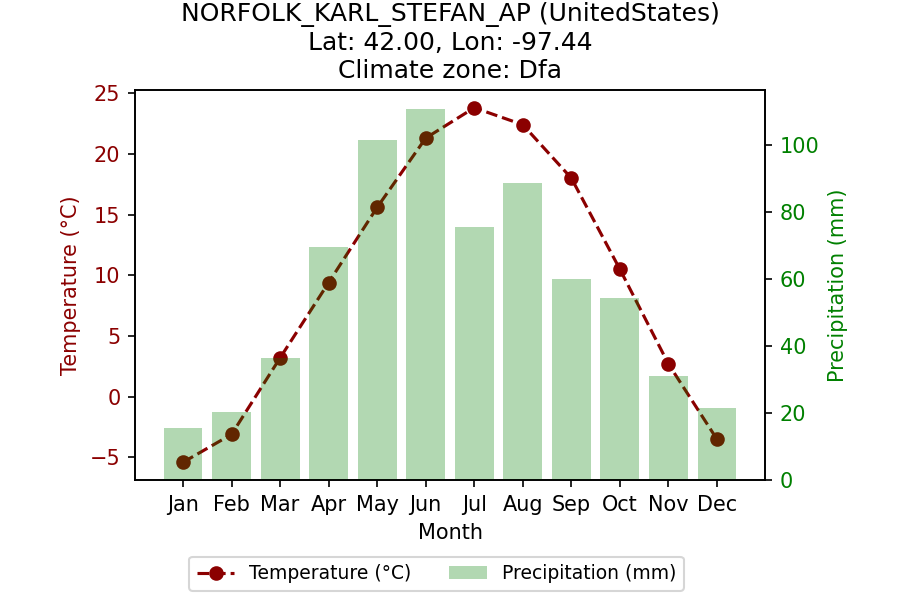 NORFOLK_KARL_STEFAN_AP (UnitedStates)
Lat: 42.00, Lon: -97.44
Climate zone: Dfa
25
20
15
10
5
0
−5
Temperature (°C)
100
80
60
40
20
0
Precipitation (mm)
Jan Feb Mar Apr May Jun Jul Aug Sep Oct Nov Dec
Month
Temperature (°C) Precipitation (mm)